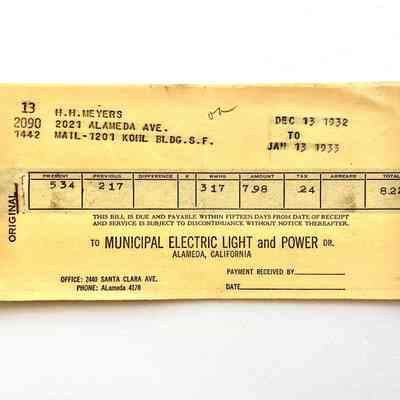 13
2090
1442
H.H.MEYERS
2021 ALAMEDA AVE.
MAIL-1201 KOHL BLDG.S.F.
DEC 13 1932
TO
JAN 13 1933
PRESENT PREVIOUS DIFFERENCE K KWHS AMOUNT TAX ARREARS TOTAL
534 217 317 7.98 .24 8.22
ORIGINAL
THIS BILL IS DUE AND PAYABLE WITHIN FIFTEEN DAYS FROM DATE OF RECEIPT
AND SERVICE IS SUBJECT TO DISCONTINUANCE WITHOUT NOTICE THEREAFTER.
TO MUNICIPAL ELECTRIC LIGHT and POWER DR.
ALAMEDA, CALIFORNIA
OFFICE: 2440 SANTA CLARA AVE.
PHONE: ALameda 4178
PAYMENT RECEIVED BY
DATE